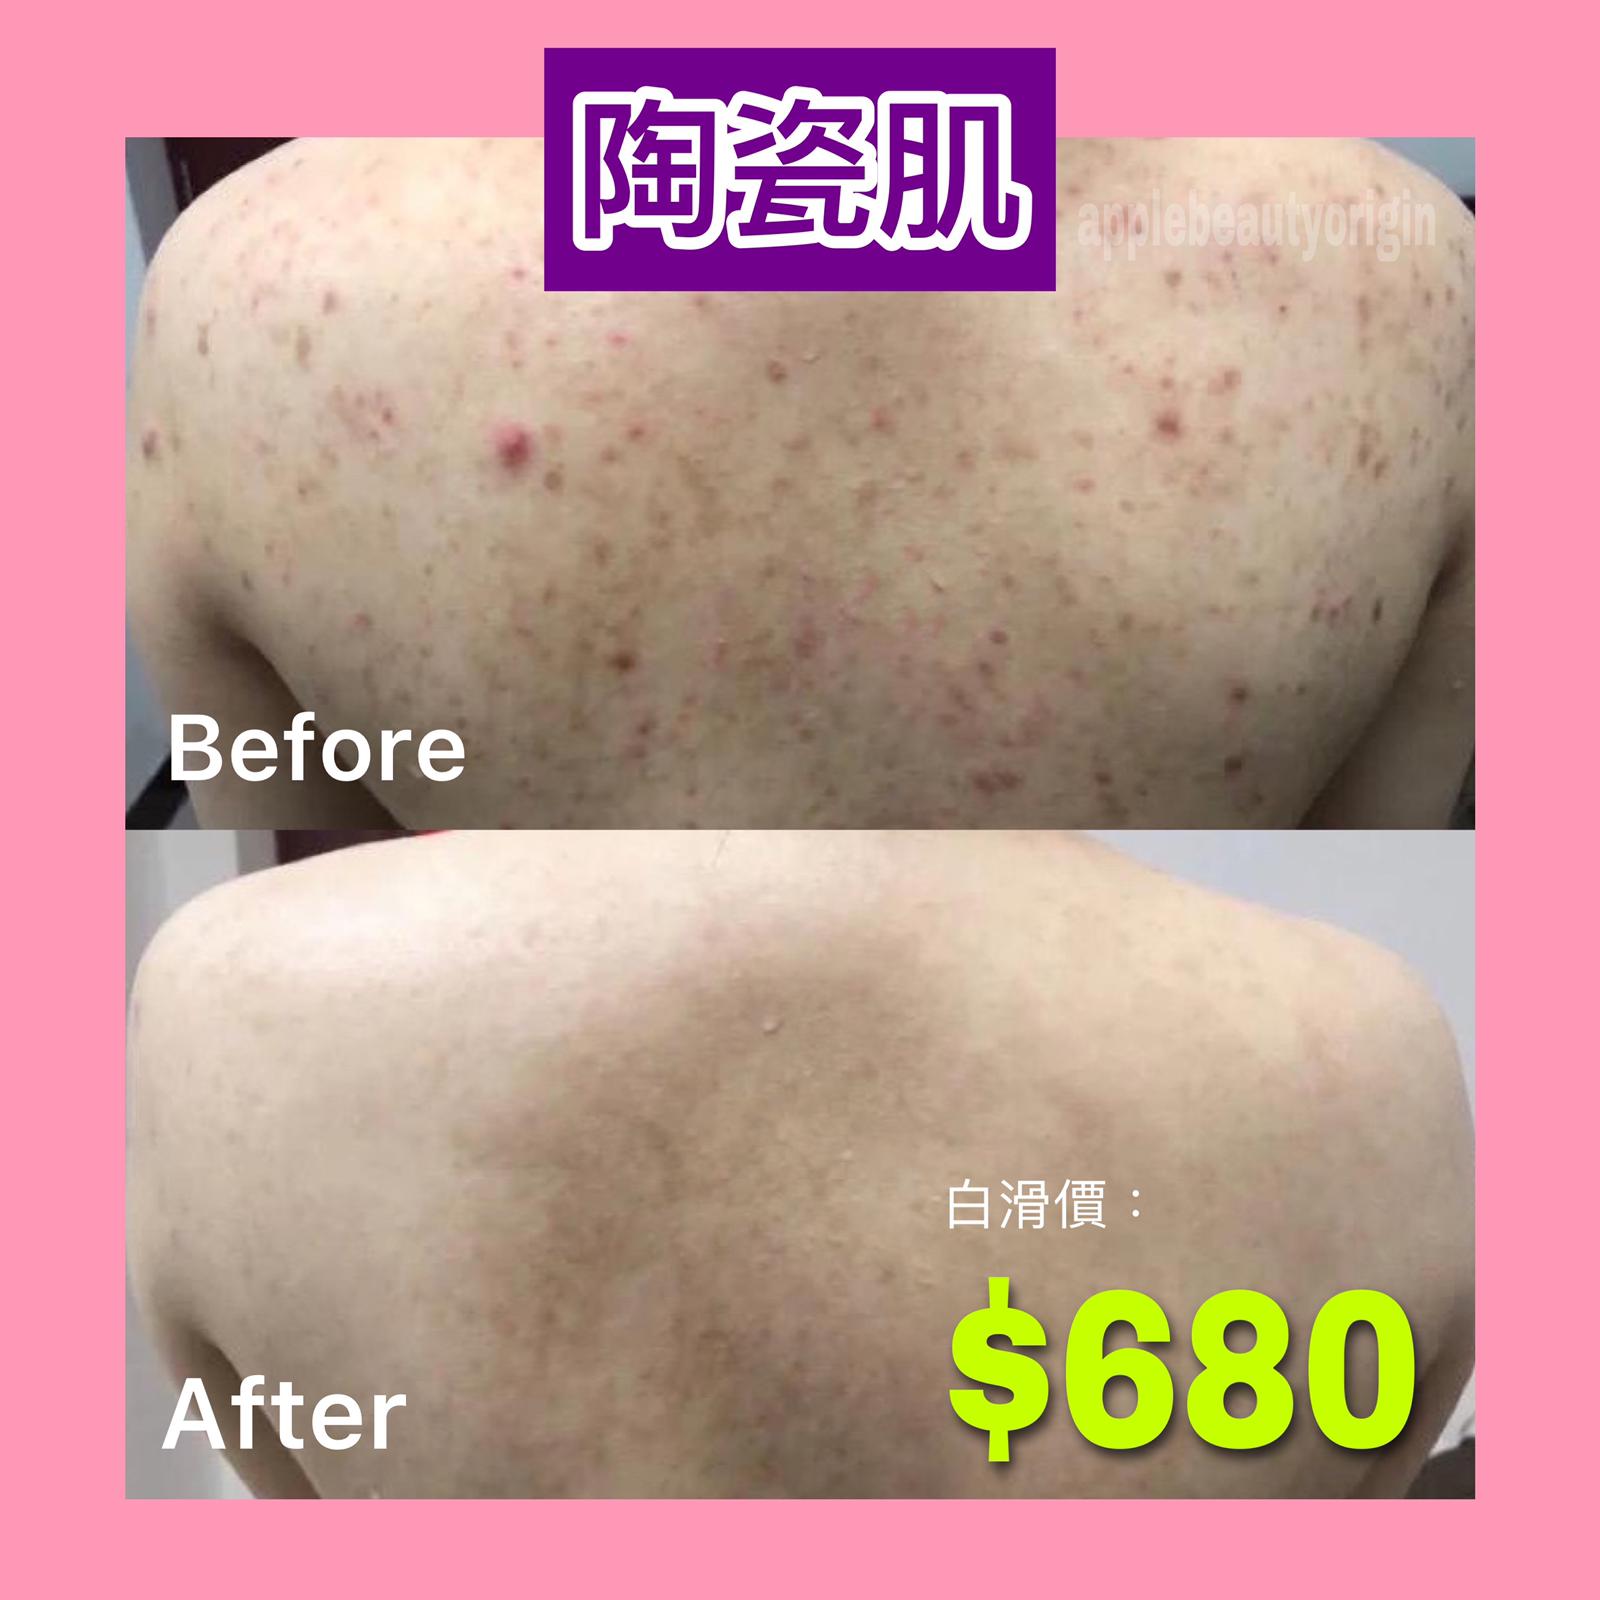 陶瓷肌
applebeautyorigin
Before
白滑價：
$680
After